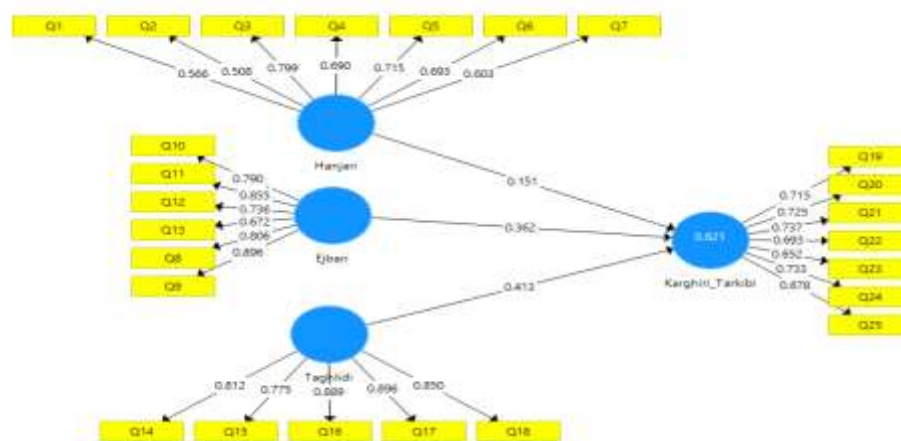 Q1 Q2 Q3 Q4 Q5 Q6 Q7
0.566 0.508 0.799 0.690 0.715 0.693 0.603
Hanjari
Q10
Q11
Q12
Q13
Q8
Q9
0.790
0.855
0.736
0.672
0.806
0.896
Ejbari
0.151
0.362
0.413
0.621
Karghiri_Tarkibi
Q19
Q20
Q21
Q22
Q23
Q24
Q25
0.715
0.725
0.737
0.693
0.652
0.733
0.678
Taghlidi
0.812 0.775 0.889 0.896 0.850
Q14 Q15 Q16 Q17 Q18